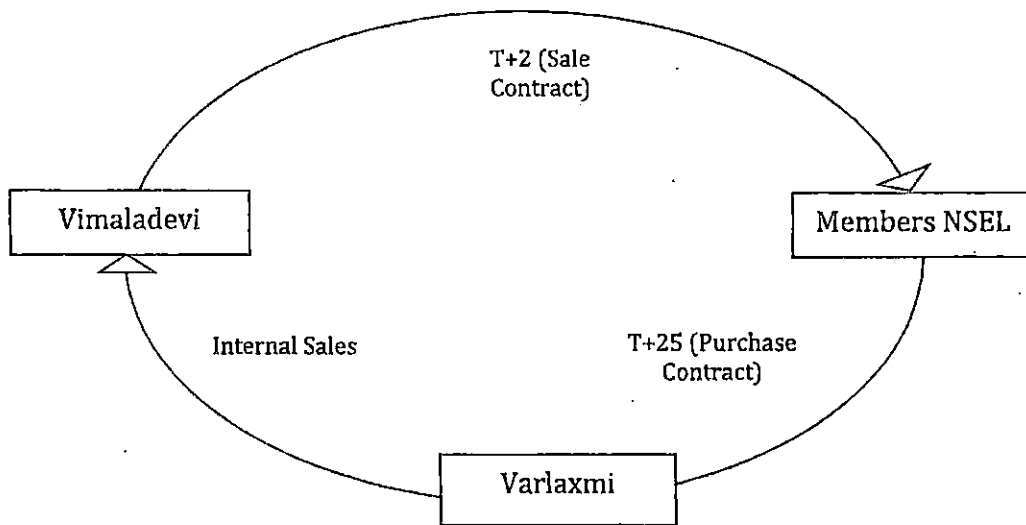 T+2 (Sale
Contract)
Vimaladevi
Members NSEL
Internal Sales
T+25 (Purchase
Contract)
Varlaxmi